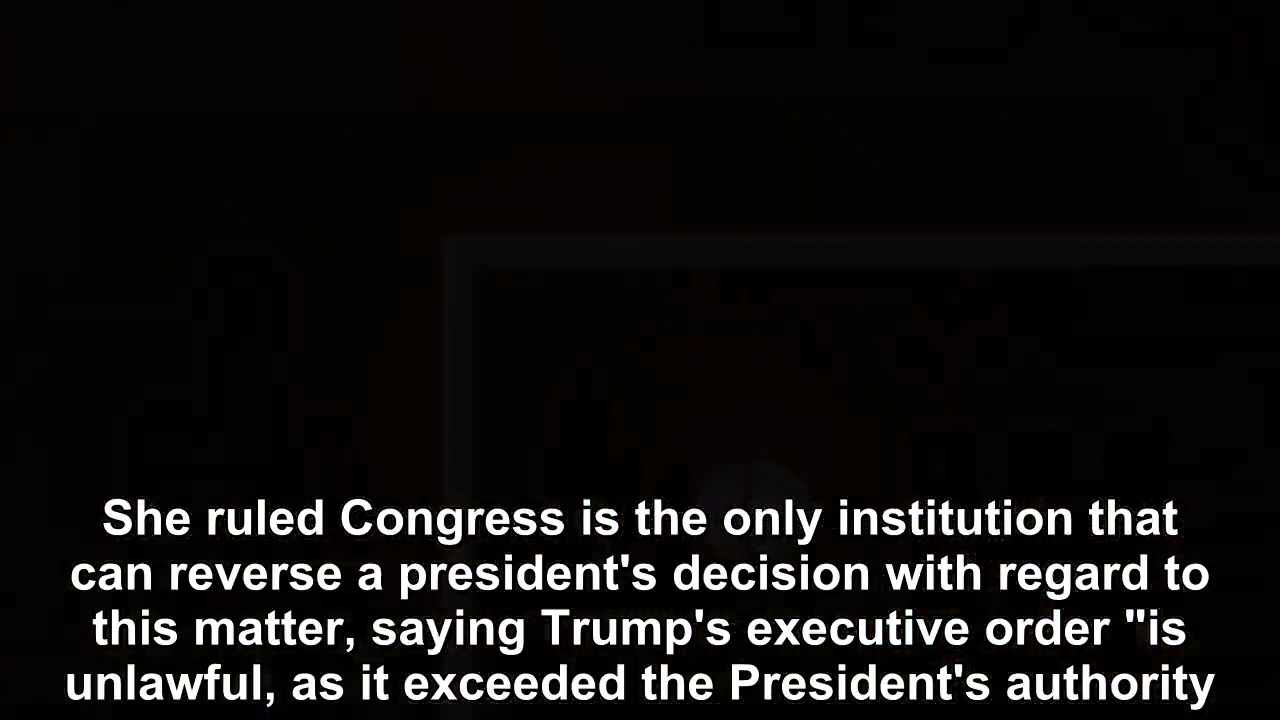 She ruled Congress is the only institution that
can reverse a president's decision with regard to
this matter, saying Trump's executive order "is
unlawful, as it exceeded the President's authority